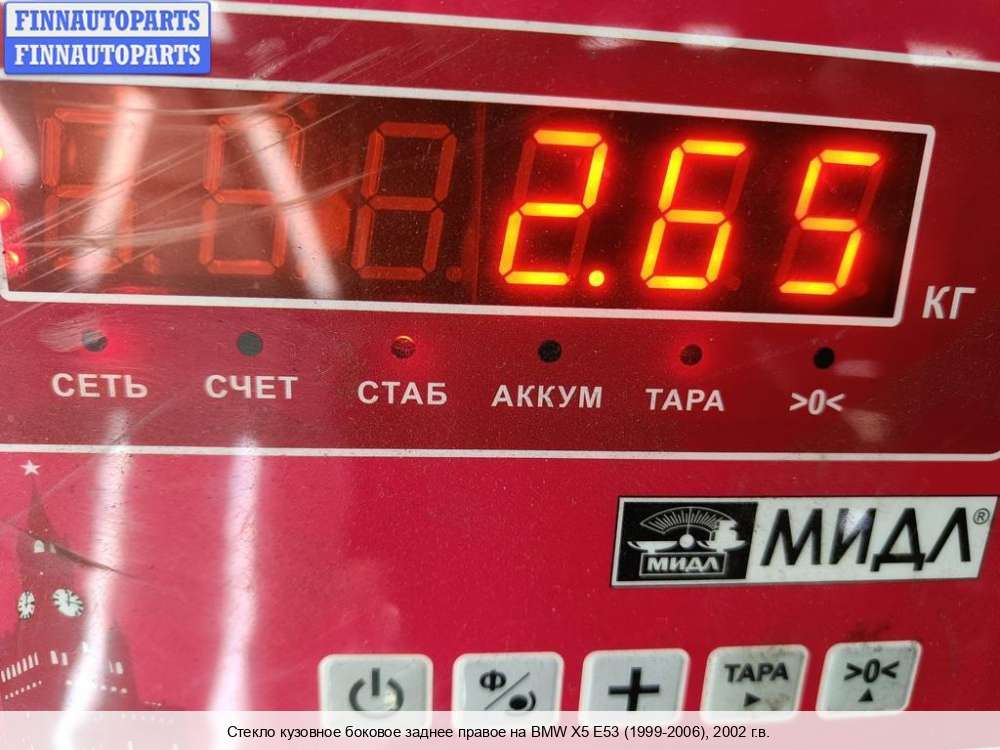 FINNAUTOPARTS
FINNAUTOPARTS
2.65
КГ
СЕТЬ СЧЕТ СТАБ АККУМ ТАРА >0<
МИДЛ МИДЛ®
Ф ТАРА >0<
Стекло кузовное боковое заднее правое на BMW X5 E53 (1999-2006), 2002 г.в.